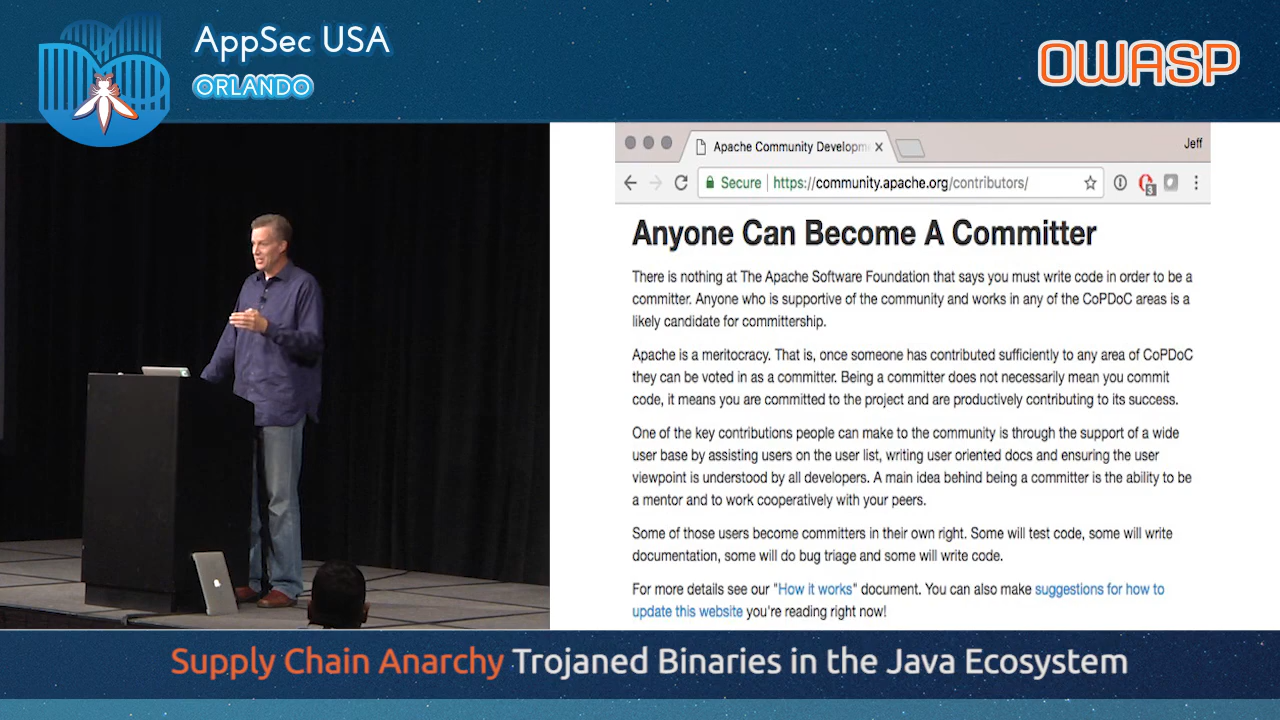 AppSec USA
ORLANDO
OWASP
Apache Community Developm
Jeff
Secure
https://community.apache.org/contributors/
3
Anyone Can Become A Committer
There is nothing at The Apache Software Foundation that says you must write code in order to be a
committer. Anyone who is supportive of the community and works in any of the CoPDoC areas is a
likely candidate for committership.
Apache is a meritocracy. That is, once someone has contributed sufficiently to any area of CoPDoC
they can be voted in as a committer. Being a committer does not necessarily mean you commit
code, it means you are committed to the project and are productively contributing to its success.
One of the key contributions people can make to the community is through the support of a wide
user base by assisting users on the user list, writing user oriented docs and ensuring the user
viewpoint is understood by all developers. A main idea behind being a committer is the ability to be
a mentor and to work cooperatively with your peers.
Some of those users become committers in their own right. Some will test code, some will write
documentation, some will do bug triage and some will write code.
For more details see our "How it works" document. You can also make suggestions for how to
update this website you're reading right now!
Supply Chain Anarchy Trojaned Binaries in the Java Ecosystem